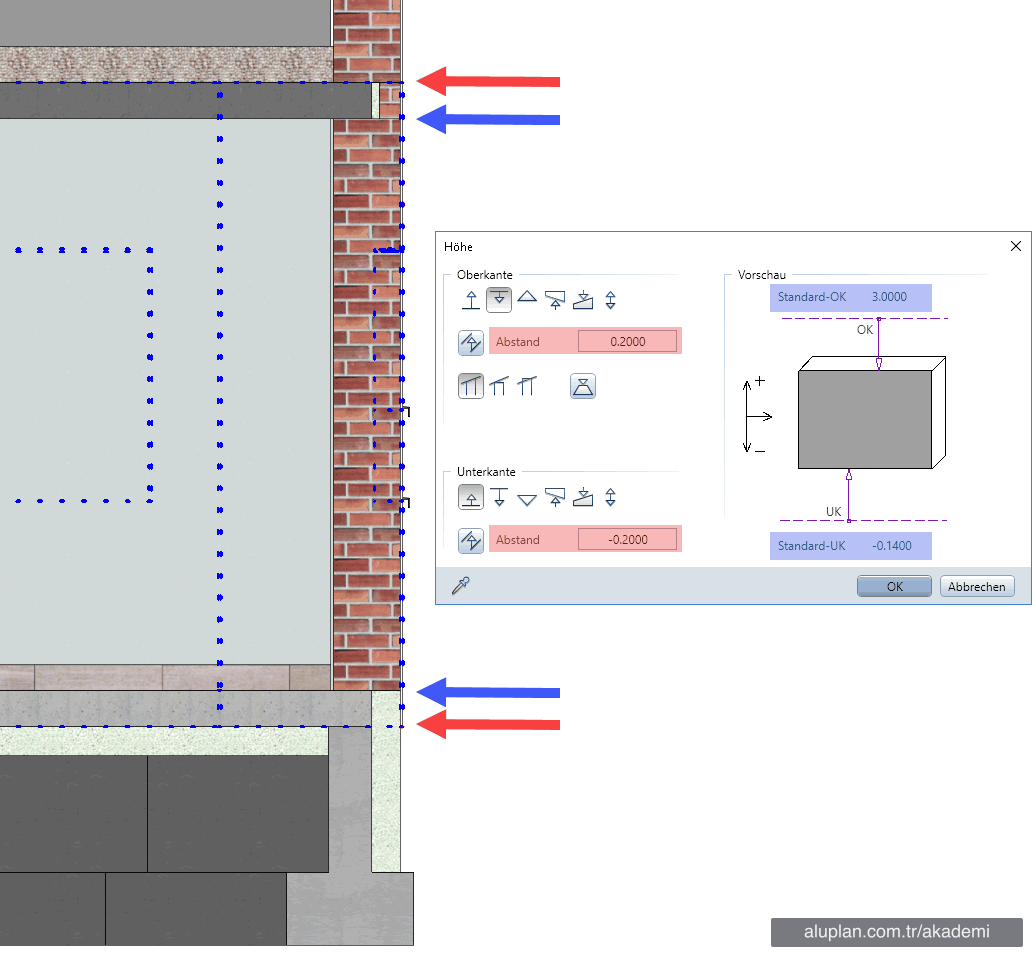 Höhe
Oberkante
Vorschau
Standard-OK 3.0000
OK
Abstand 0.2000
+
−
Unterkante
UK
Abstand -0.2000
Standard-UK -0.1400
OK Abbrechen
aluplan.com.tr/akademi